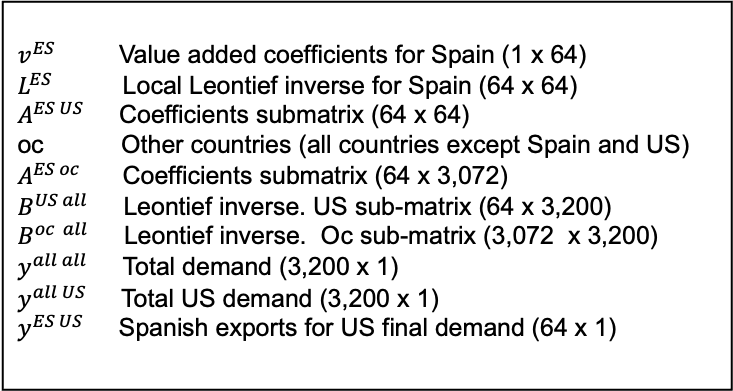 v^ES Value added coefficients for Spain (1 x 64)
L^ES Local Leontief inverse for Spain (64 x 64)
A^ES US Coefficients submatrix (64 x 64)
oc Other countries (all countries except Spain and US)
A^ES oc Coefficients submatrix (64 x 3,072)
B^US all Leontief inverse. US sub-matrix (64 x 3,200)
B^oc all Leontief inverse. Oc sub-matrix (3,072 x 3,200)
y^all all Total demand (3,200 x 1)
y^all US Total US demand (3,200 x 1)
y^ES US Spanish exports for US final demand (64 x 1)